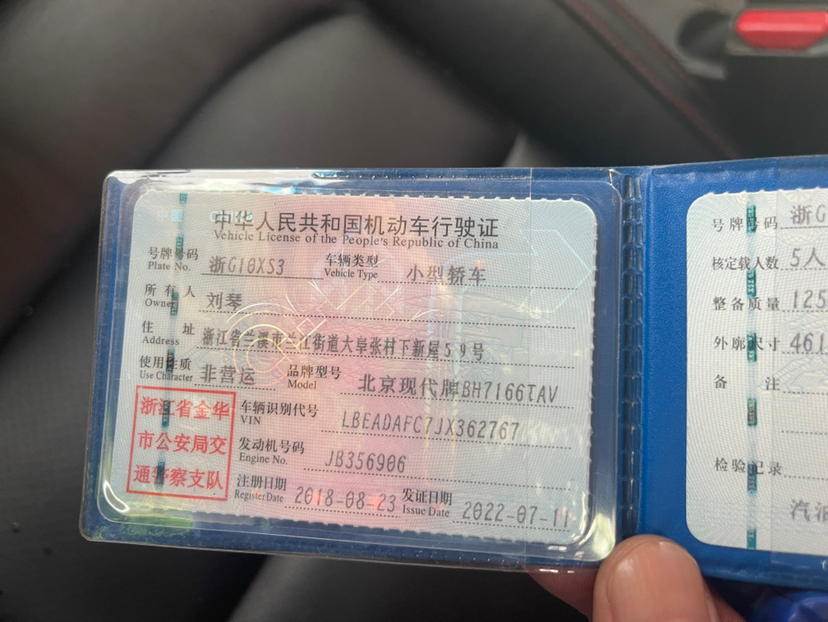 中华人民共和国机动车行驶证
Vehicle License of the People's Republic of China
号牌号码 浙G10XS3 车辆类型 小型轿车
Plate No. Vehicle Type
所有人 刘琴
Owner
住址 浙江省兰溪市兰江街道大阜张村下新屋59号
Address
使用性质 非营运 品牌型号 北京现代牌BH7166TAV
Use Character Model
浙江省金华
市公安局交
通警察支队
车辆识别代号 LBEADAFC7JX362767
VIN
发动机号码 JB356906
Engine No.
注册日期 2018-08-23 发证日期 2022-07-11
Register Date Issue Date
号牌号码 浙G
核定载人数 5人
整备质量 125
外廓尺寸 461
备注
检验记录
汽油